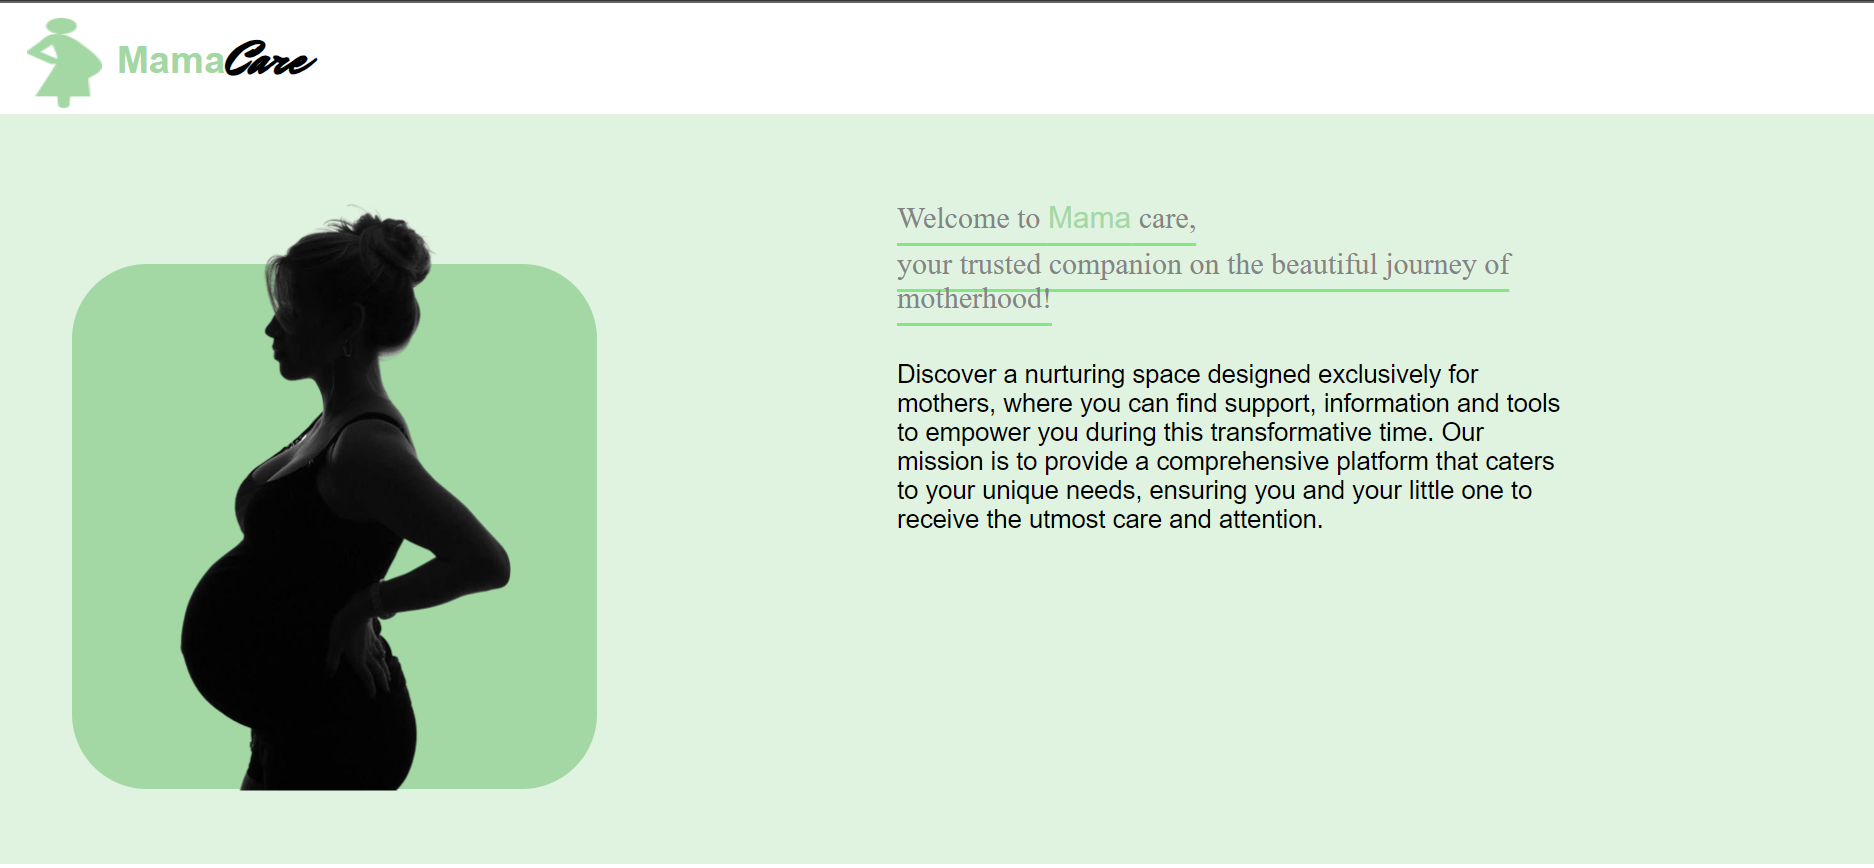 MamaCare
Welcome to Mama care,
your trusted companion on the beautiful journey of
motherhood!
Discover a nurturing space designed exclusively for
mothers, where you can find support, information and tools
to empower you during this transformative time. Our
mission is to provide a comprehensive platform that caters
to your unique needs, ensuring you and your little one to
receive the utmost care and attention.